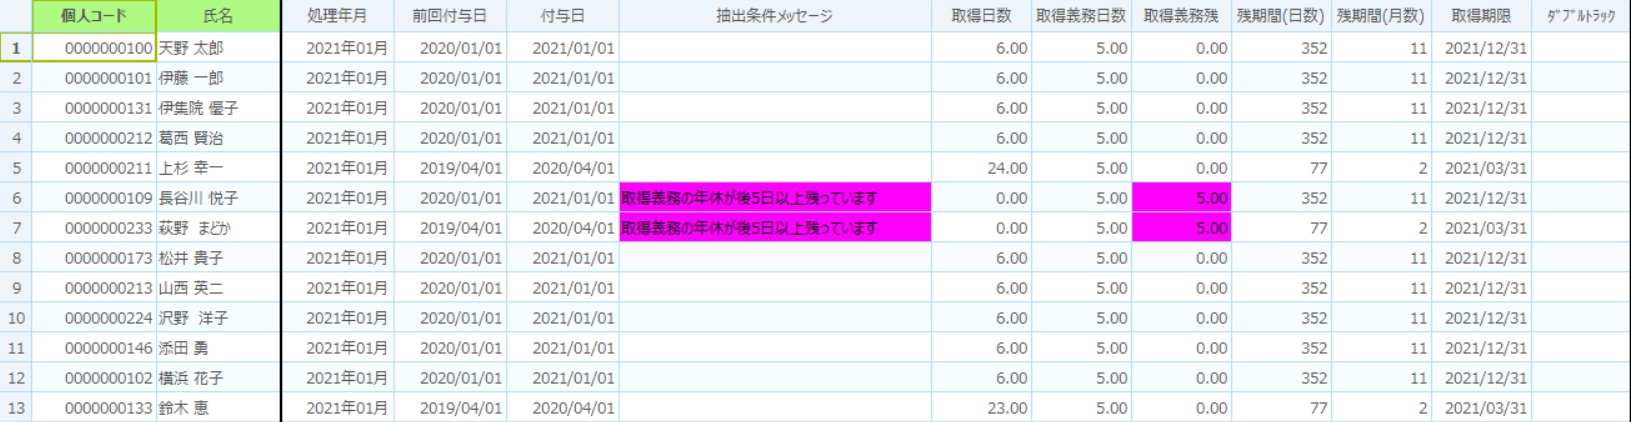 個人コード 氏名 処理年月 前回付与日 付与日 抽出条件メッセージ 取得日数 取得義務日数 取得義務残 残期間(日数) 残期間(月数) 取得期限 ﾀﾞﾌﾞﾙﾄﾗｯｸ
1 0000000100 天野 太郎 2021年01月 2020/01/01 2021/01/01 6.00 5.00 0.00 352 11 2021/12/31
2 0000000101 伊藤 一郎 2021年01月 2020/01/01 2021/01/01 6.00 5.00 0.00 352 11 2021/12/31
3 0000000131 伊集院 優子 2021年01月 2020/01/01 2021/01/01 6.00 5.00 0.00 352 11 2021/12/31
4 0000000212 葛西 賢治 2021年01月 2020/01/01 2021/01/01 6.00 5.00 0.00 352 11 2021/12/31
5 0000000211 上杉 幸一 2021年01月 2019/04/01 2020/04/01 24.00 5.00 0.00 77 2 2021/03/31
6 0000000109 長谷川 悦子 2021年01月 2020/01/01 2021/01/01 取得義務の年休が後5日以上残っています 0.00 5.00 5.00 352 11 2021/12/31
7 0000000233 萩野 まどか 2021年01月 2019/04/01 2020/04/01 取得義務の年休が後5日以上残っています 0.00 5.00 5.00 77 2 2021/03/31
8 0000000173 松井 貴子 2021年01月 2020/01/01 2021/01/01 6.00 5.00 0.00 352 11 2021/12/31
9 0000000213 山西 英二 2021年01月 2020/01/01 2021/01/01 6.00 5.00 0.00 352 11 2021/12/31
10 0000000224 沢野 洋子 2021年01月 2020/01/01 2021/01/01 6.00 5.00 0.00 352 11 2021/12/31
11 0000000146 添田 勇 2021年01月 2020/01/01 2021/01/01 6.00 5.00 0.00 352 11 2021/12/31
12 0000000102 横浜 花子 2021年01月 2020/01/01 2021/01/01 6.00 5.00 0.00 352 11 2021/12/31
13 0000000133 鈴木 恵 2021年01月 2019/04/01 2020/04/01 23.00 5.00 0.00 77 2 2021/03/31